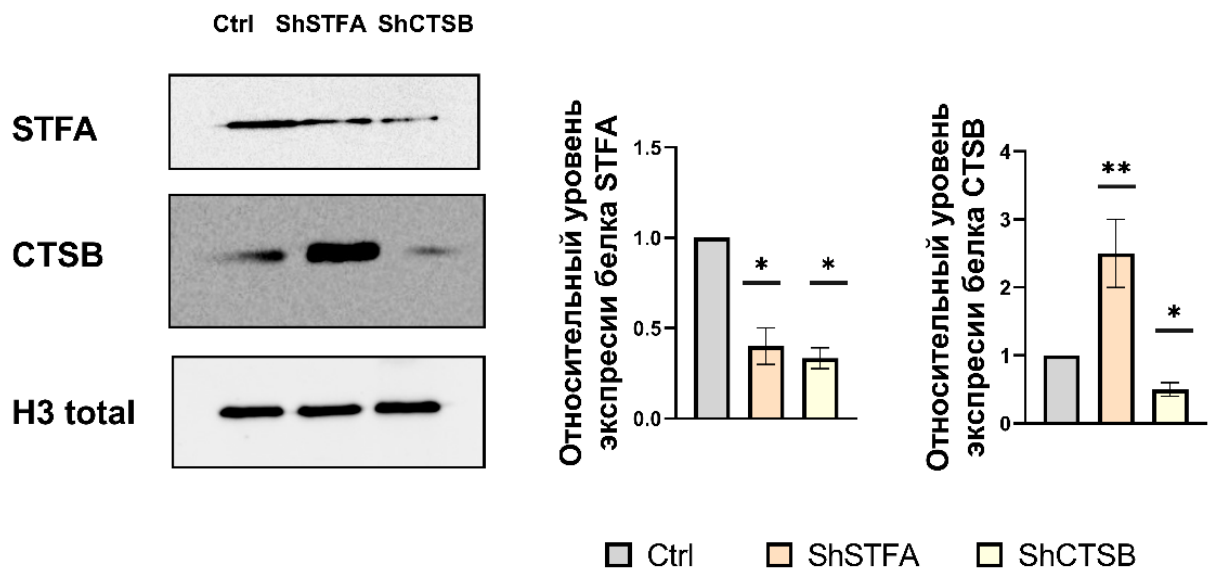 Ctrl ShSTFA ShCTSB
STFA
CTSB
H3 total
Относительный уровень
экспресии белка STFA
1.5
1.0
0.5
0.0
*
*
Относительный уровень
экспресии белка CTSB
4
3
2
1
0
**
*
Ctrl ShSTFA ShCTSB